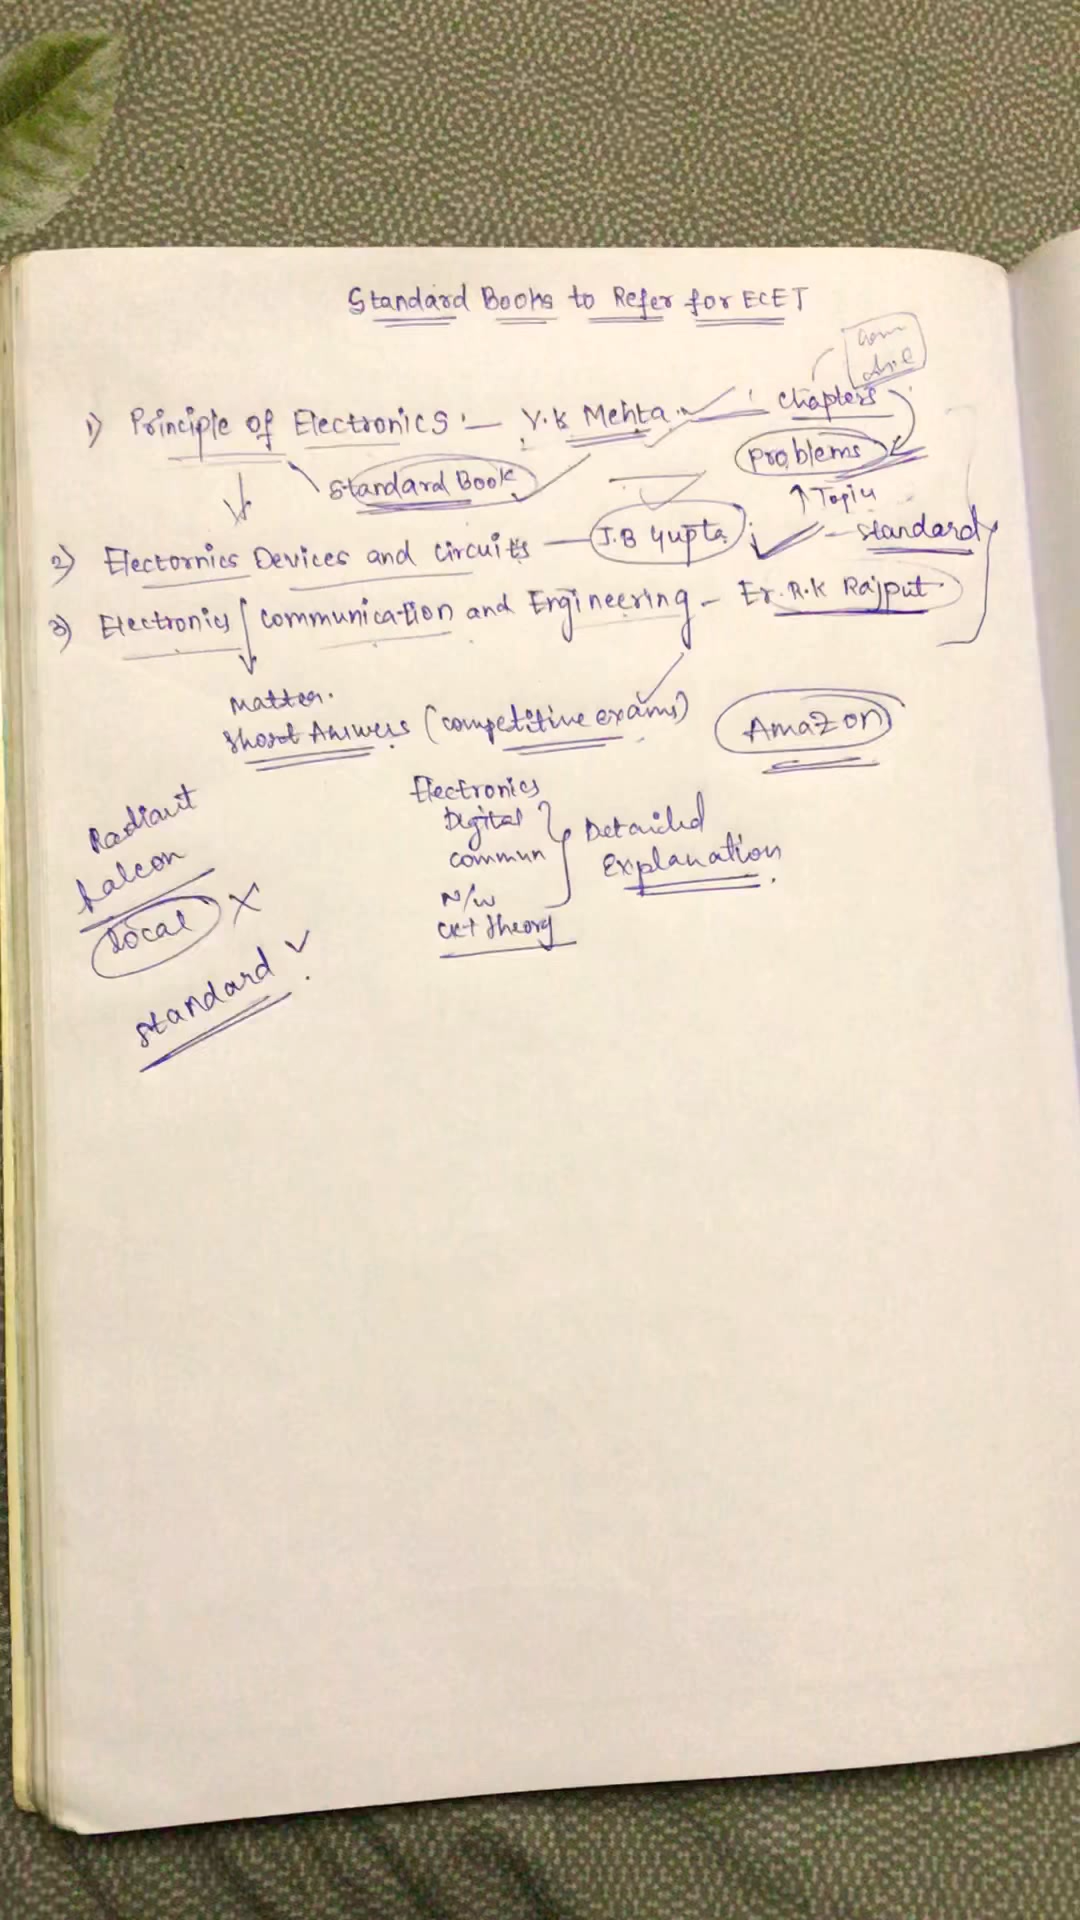 Standard Books to Refer for ECET
1) Principle of Electronics :- V.K Mehta. chapters
Standard Book
problems
↑ Topic
2) Electornics Devices and circuits — J.B Gupta - standard
3) Electronics communication and Engineering - Er. R.K Rajput
Matter.
Short Answers (competitive exams)
Amazon
Electronics
Digital
commun
N/w
ckt theory
Detailed
Explanation
Radiant
falcon
local X
standard ✓